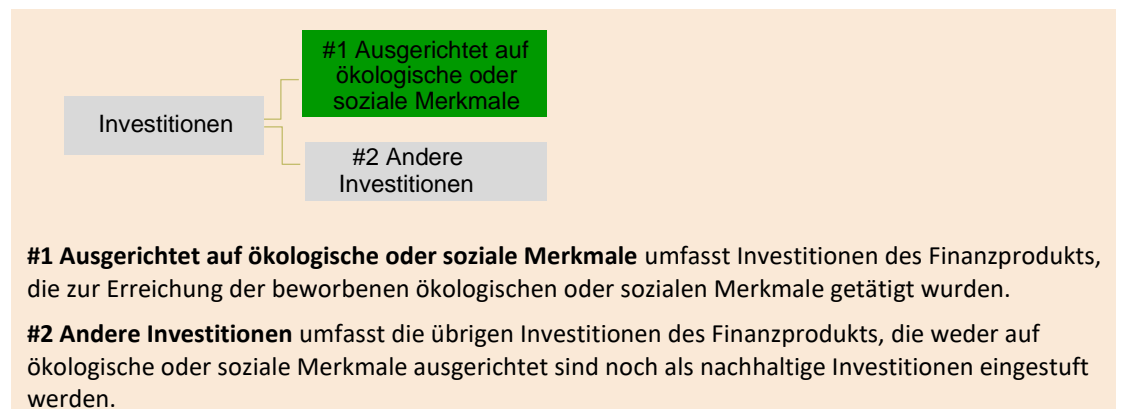 #1 Ausgerichtet auf
ökologische oder
soziale Merkmale
Investitionen
#2 Andere
Investitionen
#1 Ausgerichtet auf ökologische oder soziale Merkmale umfasst Investitionen des Finanzprodukts,
die zur Erreichung der beworbenen ökologischen oder sozialen Merkmale getätigt wurden.
#2 Andere Investitionen umfasst die übrigen Investitionen des Finanzprodukts, die weder auf
ökologische oder soziale Merkmale ausgerichtet sind noch als nachhaltige Investitionen eingestuft
werden.